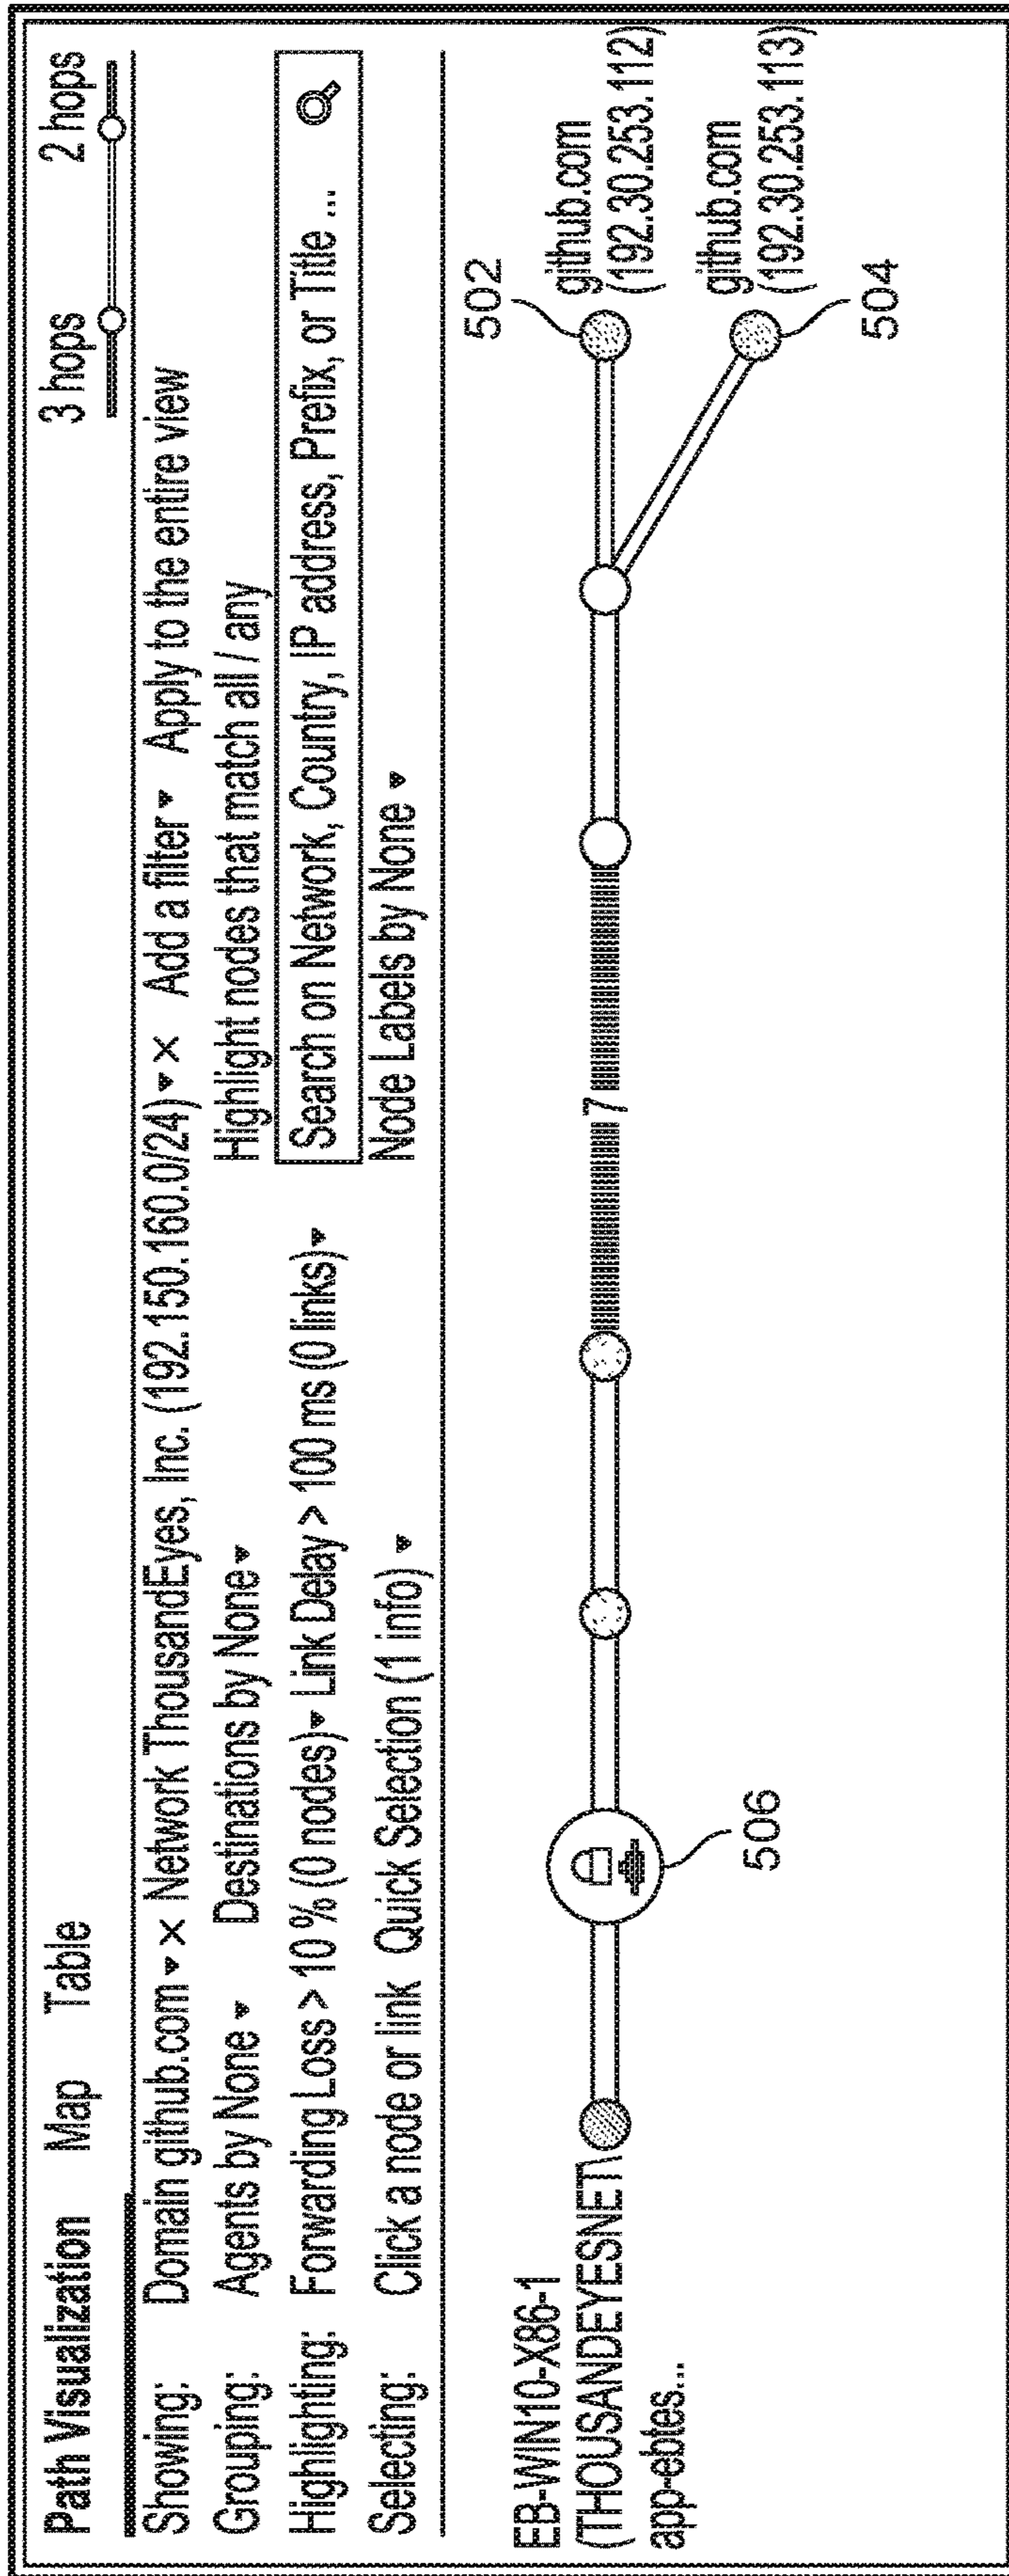 Path Visualization Map Table 3 hops 2 hops
Showing: Domain github.com ▾ × Network ThousandEyes, Inc. (192.150.160.0/24) ▾ × Add a filter ▾ Apply to the entire view
Grouping: Agents by None ▾ Destinations by None ▾ Highlight nodes that match all / any
Highlighting: Forwarding Loss > 10 % (0 nodes) ▾ Link Delay > 100 ms (0 links) ▾ Search on Network, Country, IP address, Prefix, or Title ...
Selecting: Click a node or link Quick Selection (1 info) ▾ Node Labels by None ▾
EB-WIN10-X86-1
(THOUSANDEYESNET\
app-ebtes...
506
7
502
github.com
(192.30.253.112)
github.com
(192.30.253.113)
504